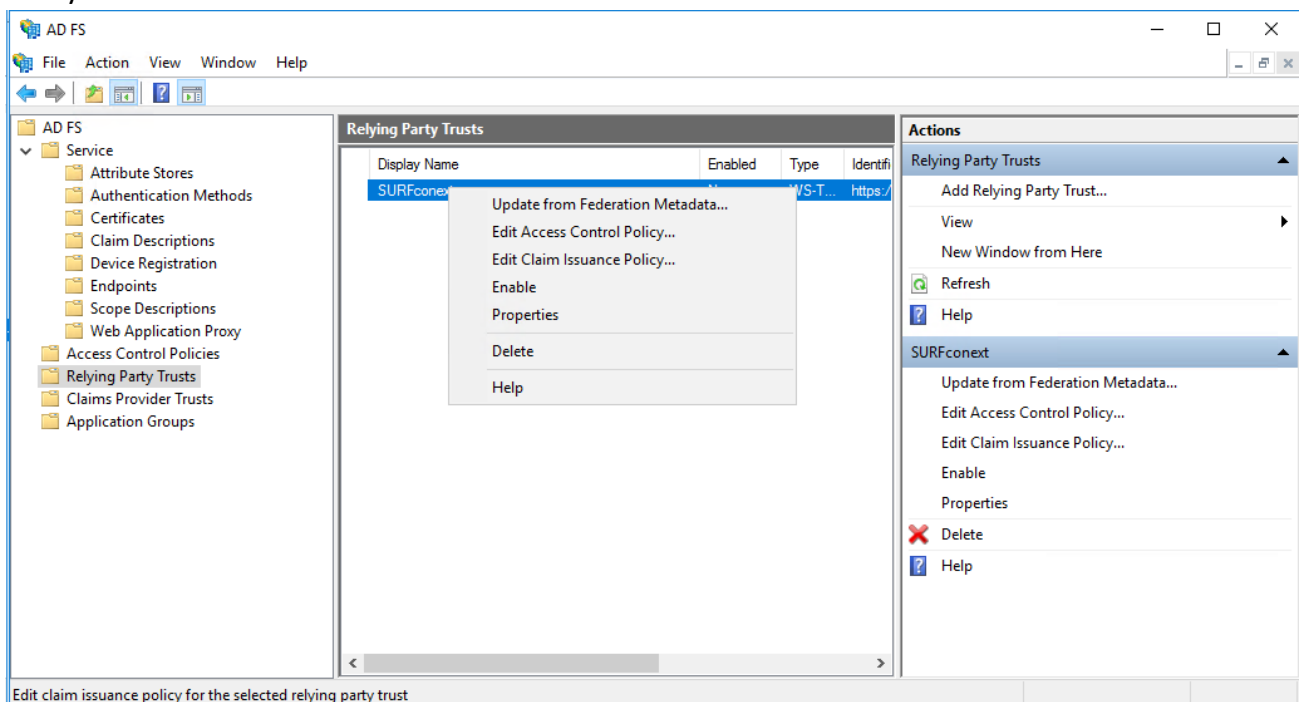 AD FS
File Action View Window Help
AD FS
Service
Attribute Stores
Authentication Methods
Certificates
Claim Descriptions
Device Registration
Endpoints
Scope Descriptions
Web Application Proxy
Access Control Policies
Relying Party Trusts
Claims Provider Trusts
Application Groups
Relying Party Trusts
Display Name Enabled Type Identifi
SURFconex WS-T... https:/
Update from Federation Metadata...
Edit Access Control Policy...
Edit Claim Issuance Policy...
Enable
Properties
Delete
Help
Actions
Relying Party Trusts
Add Relying Party Trust...
View
New Window from Here
Refresh
Help
SURFconext
Update from Federation Metadata...
Edit Access Control Policy...
Edit Claim Issuance Policy...
Enable
Properties
Delete
Help
Edit claim issuance policy for the selected relying party trust